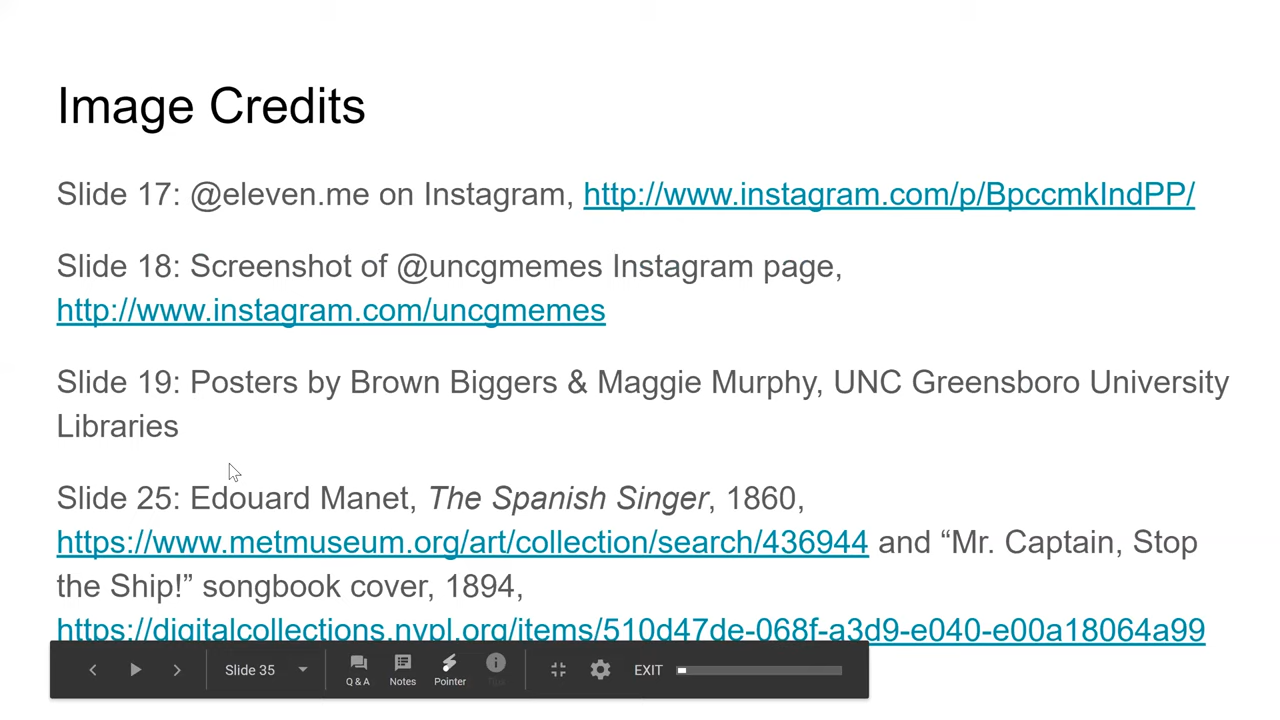 Image Credits
Slide 17: @eleven.me on Instagram, http://www.instagram.com/p/BpccmkIndPP/
Slide 18: Screenshot of @uncgmemes Instagram page,
http://www.instagram.com/uncgmemes
Slide 19: Posters by Brown Biggers & Maggie Murphy, UNC Greensboro University
Libraries
Slide 25: Edouard Manet, The Spanish Singer, 1860,
https://www.metmuseum.org/art/collection/search/436944 and “Mr. Captain, Stop
the Ship!” songbook cover, 1894,
https://digitalcollections.nypl.org/items/510d47de-068f-a3d9-e040-e00a18064a99
Slide 35 Q & A Notes Pointer Tips EXIT